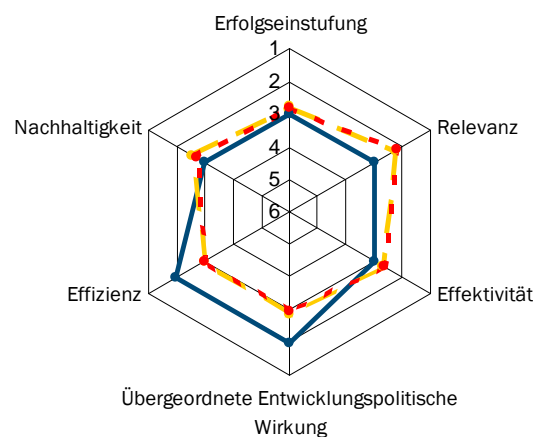 Erfolgseinstufung
1
2
3
4
5
6
Nachhaltigkeit
Relevanz
Effizienz
Effektivität
Übergeordnete Entwicklungspolitische
Wirkung